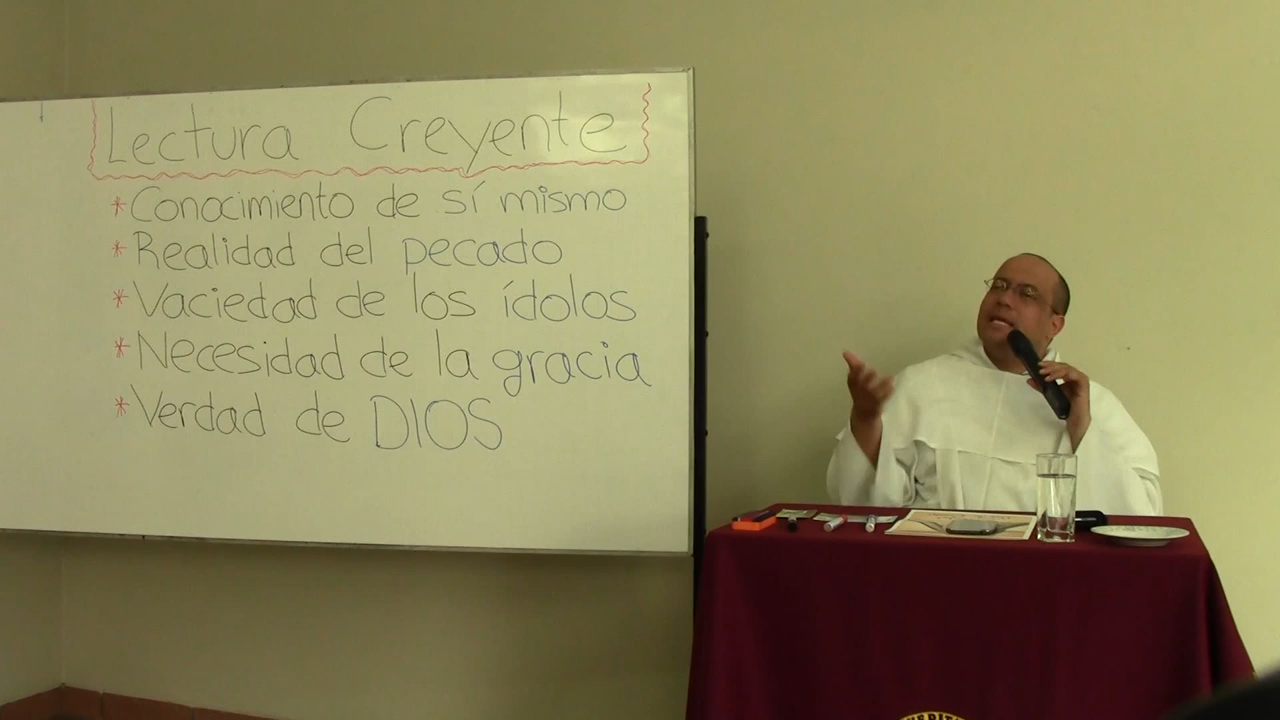 Lectura Creyente
* Conocimiento de sí mismo
* Realidad del pecado
* Vaciedad de los ídolos
* Necesidad de la gracia
* Verdad de DIOS